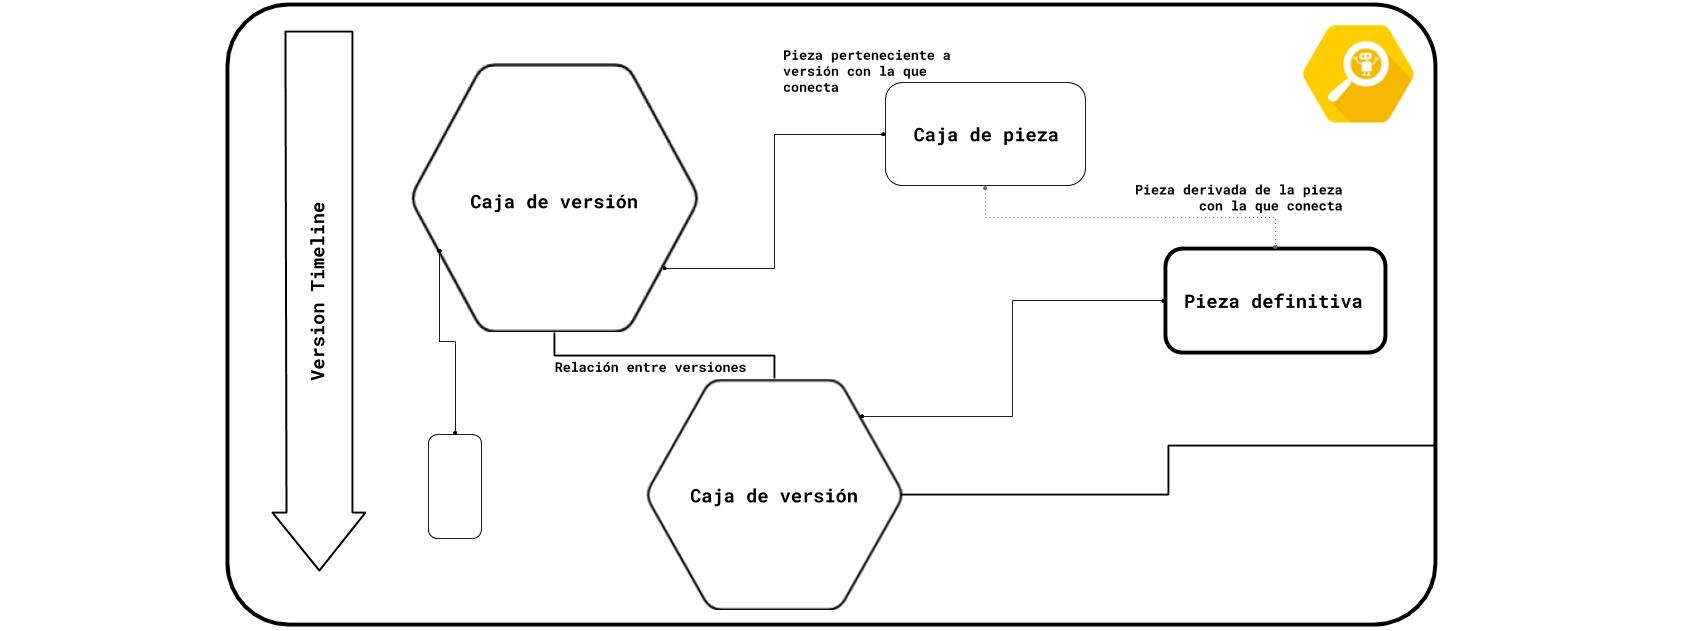 Pieza perteneciente a
versión con la que
conecta
Caja de pieza
Pieza derivada de la pieza
con la que conecta
Caja de versión
Version Timeline
Pieza definitiva
Relación entre versiones
Caja de versión